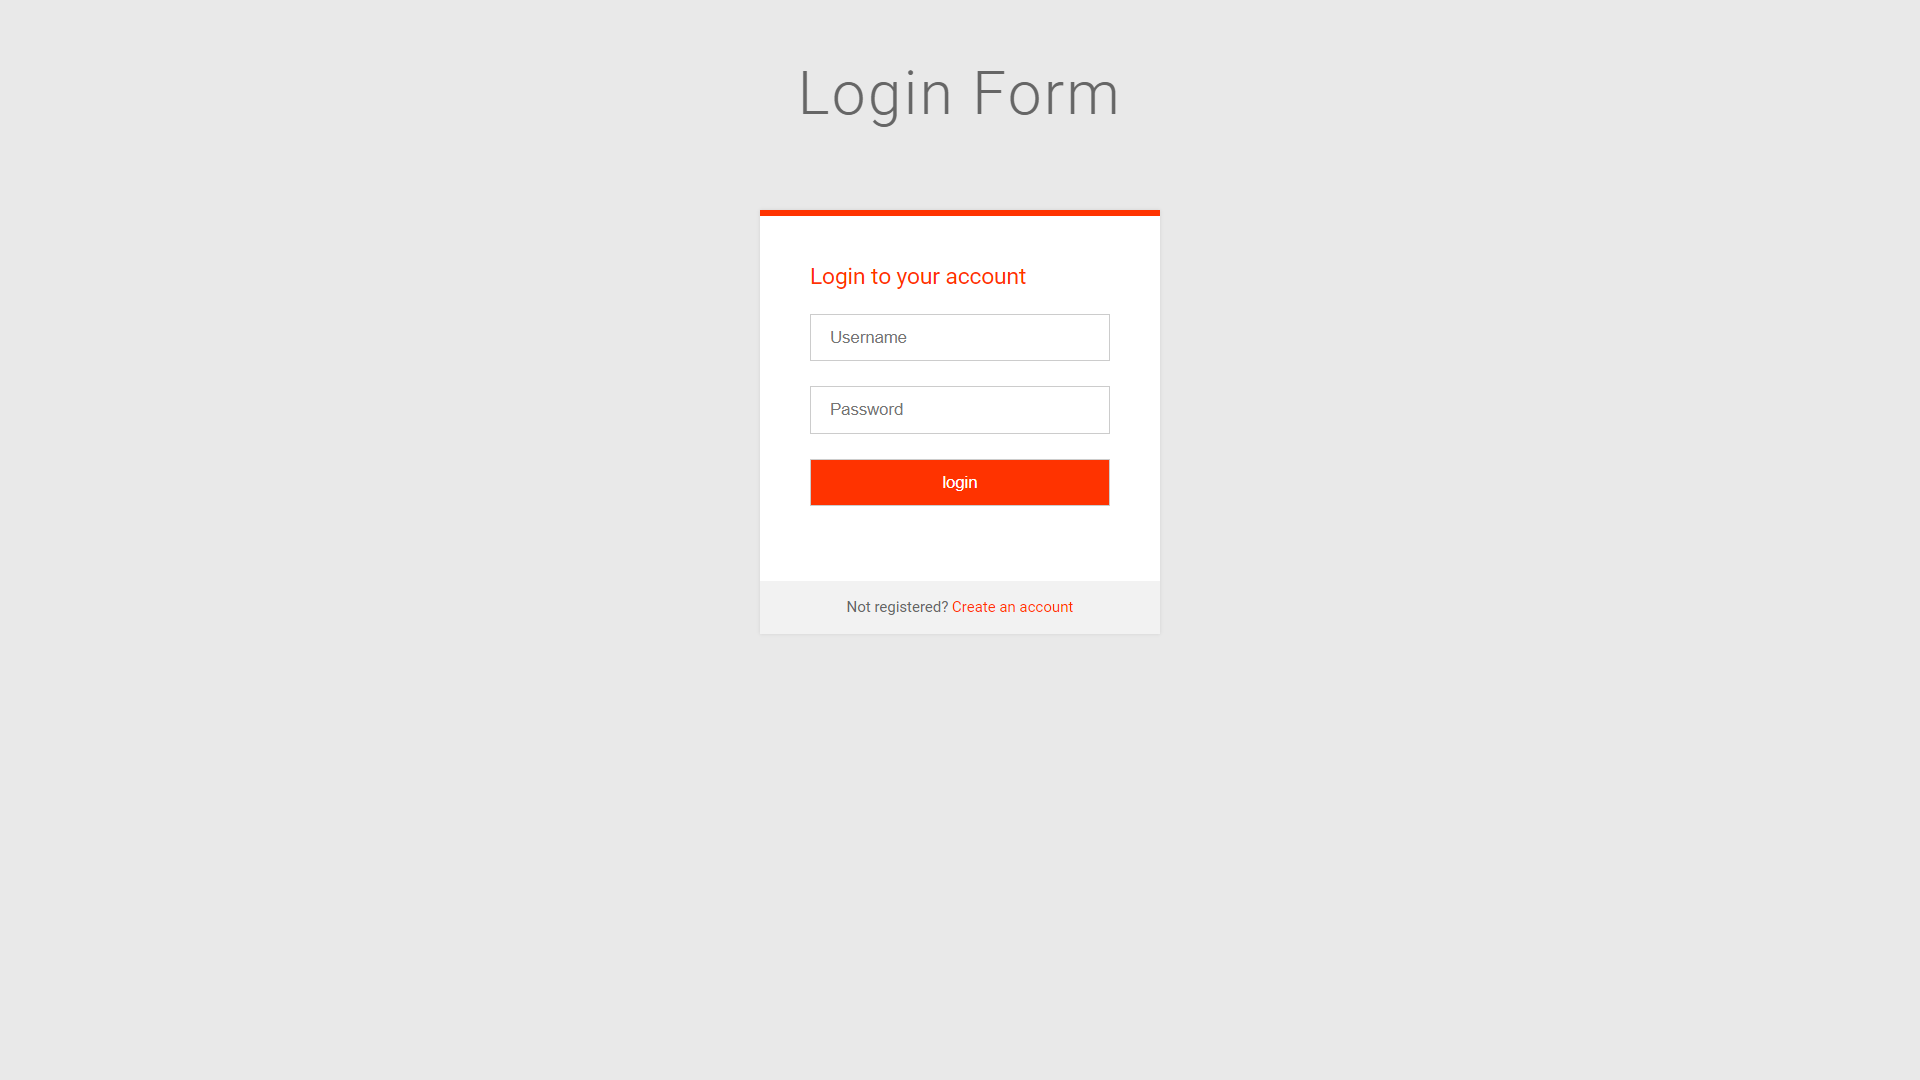 Login Form
Login to your account
Username
Password
login
Not registered? Create an account